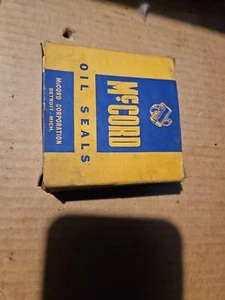 McCORD
OIL SEALS
McCORD CORPORATION
DETROIT, MICH.